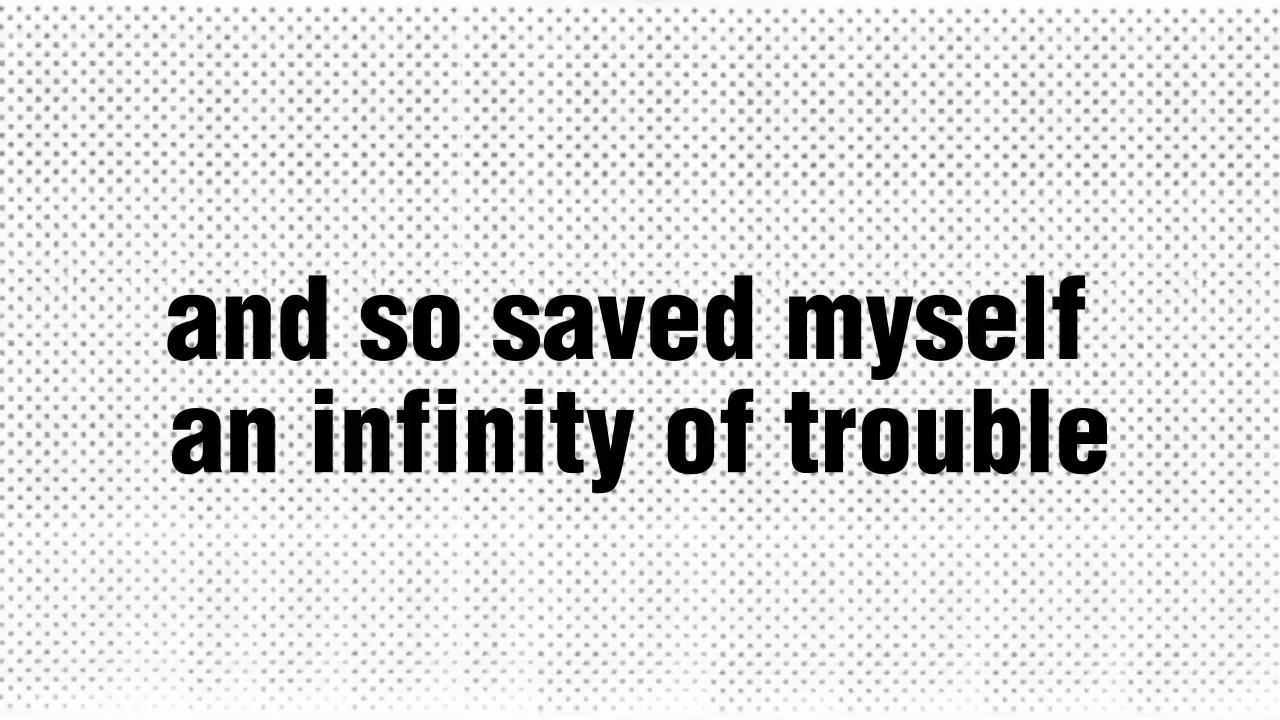 and so saved myself
an infinity of trouble